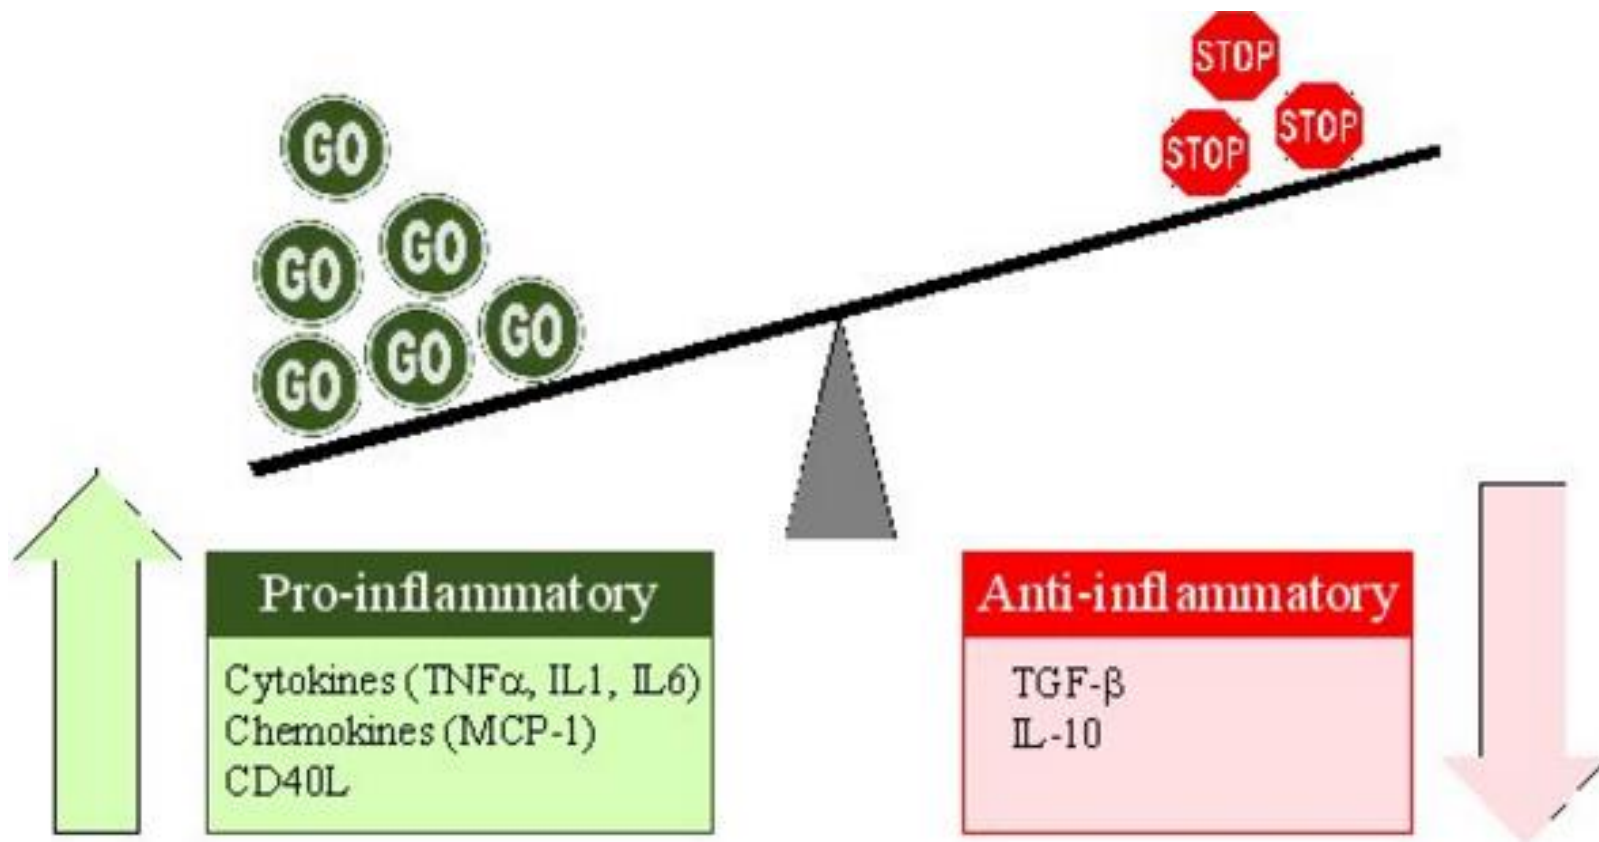 GO
GO
GO
GO
GO
GO
STOP
STOP
STOP
Pro-inflammatory
Cytokines (TNFα, IL1, IL6)
Chemokines (MCP-1)
CD40L
Anti-inflammatory
TGF-β
IL-10